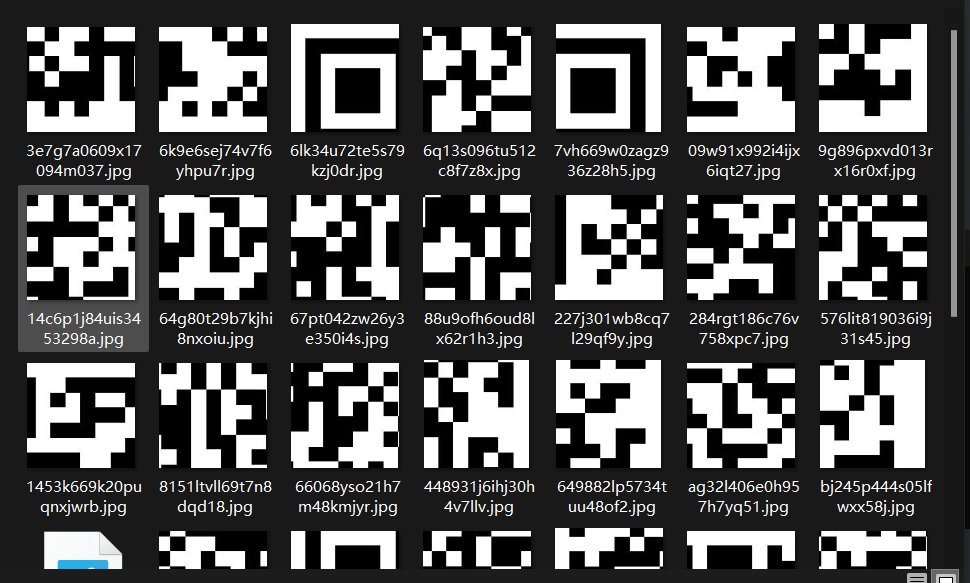 3e7g7a0609x17
094m037.jpg
6k9e6sej74v7f6
yhpu7r.jpg
6lk34u72te5s79
kzj0dr.jpg
6q13s096tu512
c8f7z8x.jpg
7vh669w0zagz9
36z28h5.jpg
09w91x992i4ijx
6iqt27.jpg
9g896pxvd013r
x16r0xf.jpg
14c6p1j84uis34
53298a.jpg
64g80t29b7kjhi
8nxoiu.jpg
67pt042zw26y3
e350i4s.jpg
88u9ofh6oud8l
x62r1h3.jpg
227j301wb8cq7
l29qf9y.jpg
284rgt186c76v
758xpc7.jpg
576lit819036i9j
31s45.jpg
1453k669k20pu
qnxjwrb.jpg
8151ltvll69t7n8
dqd18.jpg
66068yso21h7
m48kmjyr.jpg
448931j6ihj30h
4v7llv.jpg
649882lp5734t
uu48of2.jpg
ag32l406e0h95
7h7yq51.jpg
bj245p444s05lf
wxx58j.jpg